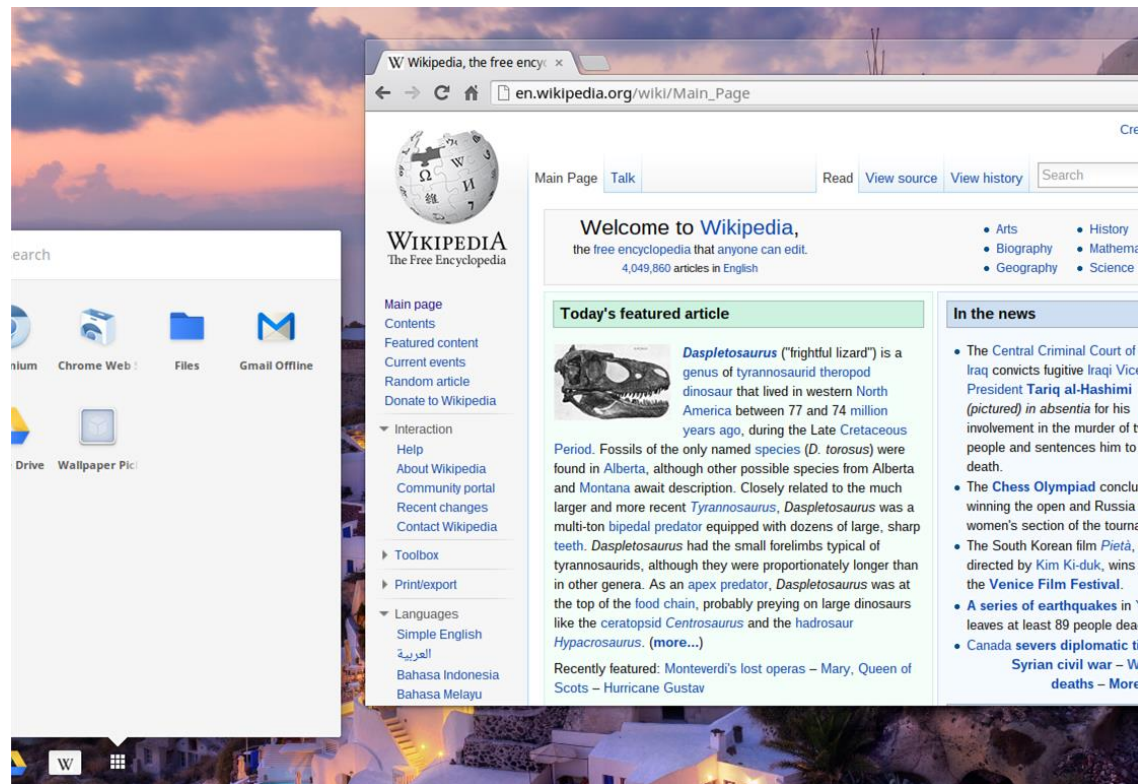 Wikipedia, the free ency
en.wikipedia.org/wiki/Main_Page
Main Page Talk Read View source View history Search
WIKIPEDIA
The Free Encyclopedia
Main page
Contents
Featured content
Current events
Random article
Donate to Wikipedia
Interaction
Help
About Wikipedia
Community portal
Recent changes
Contact Wikipedia
Toolbox
Print/export
Languages
Simple English
العربية
Bahasa Indonesia
Bahasa Melayu
Welcome to Wikipedia,
the free encyclopedia that anyone can edit.
4,049,860 articles in English
Arts
Biography
Geography
History
Mathema
Science
Today's featured article
Daspletosaurus ("frightful lizard") is a
genus of tyrannosaurid theropod
dinosaur that lived in western North
America between 77 and 74 million
years ago, during the Late Cretaceous
Period. Fossils of the only named species (D. torosus) were
found in Alberta, although other possible species from Alberta
and Montana await description. Closely related to the much
larger and more recent Tyrannosaurus, Daspletosaurus was a
multi-ton bipedal predator equipped with dozens of large, sharp
teeth. Daspletosaurus had the small forelimbs typical of
tyrannosaurids, although they were proportionately longer than
in other genera. As an apex predator, Daspletosaurus was at
the top of the food chain, probably preying on large dinosaurs
like the ceratopsid Centrosaurus and the hadrosaur
Hypacrosaurus. (more...)
Recently featured: Monteverdi's lost operas – Mary, Queen of
Scots – Hurricane Gustav
In the news
The Central Criminal Court of
Iraq convicts fugitive Iraqi Vice
President Tariq al-Hashimi
(pictured) in absentia for his
involvement in the murder of t
people and sentences him to
death.
The Chess Olympiad conclu
winning the open and Russia
women's section of the tourna
The South Korean film Pietà,
directed by Kim Ki-duk, wins
the Venice Film Festival.
A series of earthquakes in
leaves at least 89 people dea
Canada severs diplomatic ti
Syrian civil war – W
deaths – More
earch
nium Chrome Web Files Gmail Offline
Drive Wallpaper Pic
W